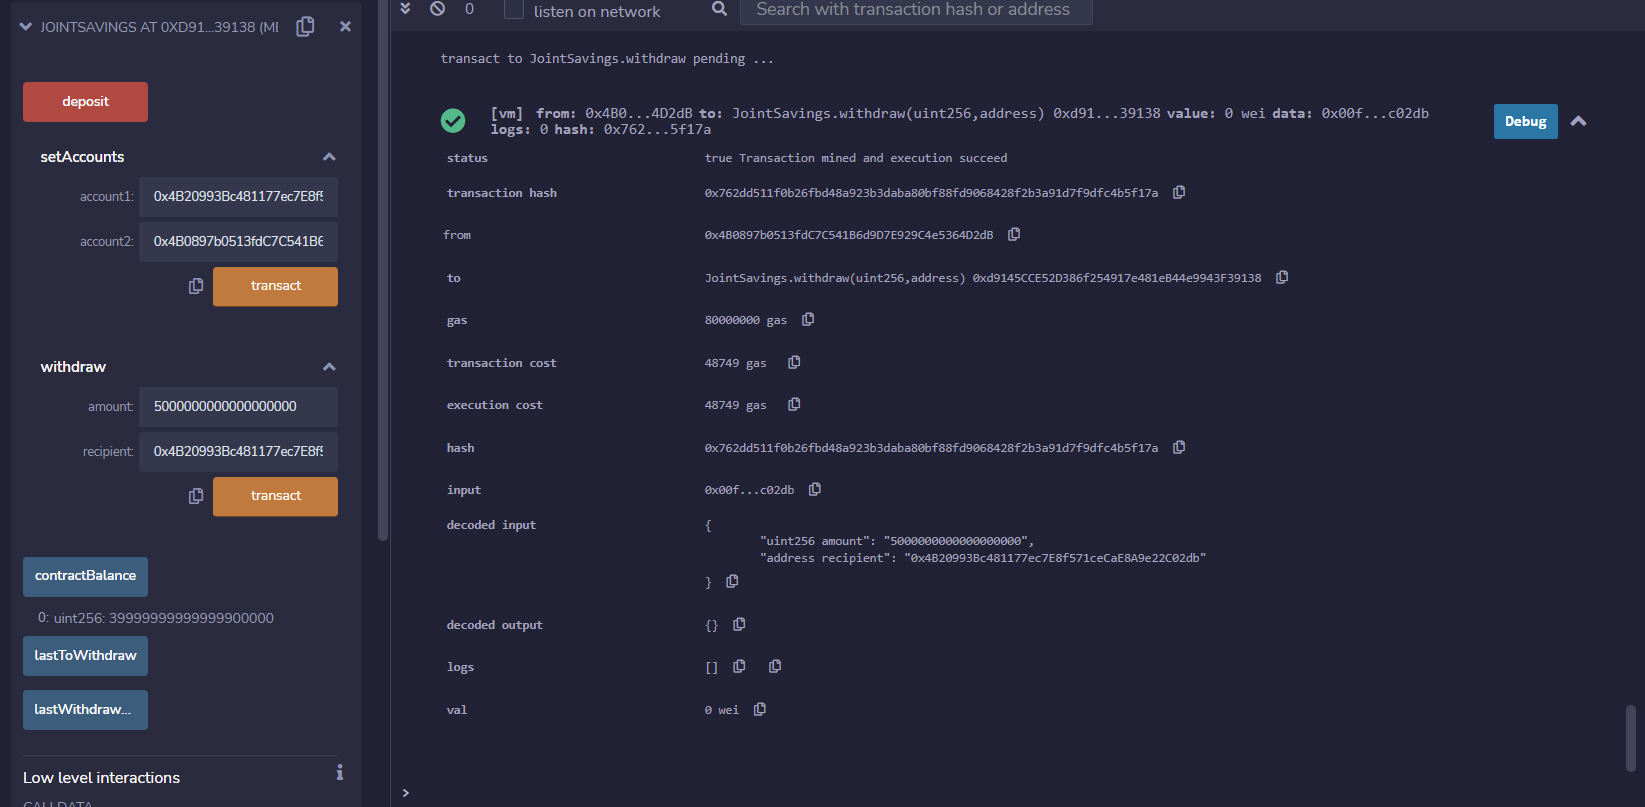 JOINTSAVINGS AT 0XD91...39138 (MI
deposit
setAccounts
account1: 0x4B20993Bc481177ec7E8f5
account2: 0x4B0897b0513fdC7C541B6
transact
withdraw
amount: 5000000000000000000
recipient: 0x4B20993Bc481177ec7E8f5
transact
contractBalance
0: uint256: 39999999999999900000
lastToWithdraw
lastWithdraw...
Low level interactions
i
CALLDATA
0
listen on network
Search with transaction hash or address
transact to JointSavings.withdraw pending ...
[vm] from: 0x4B0...4D2dB to: JointSavings.withdraw(uint256,address) 0xd91...39138 value: 0 wei data: 0x00f...c02db
logs: 0 hash: 0x762...5f17a
Debug
status true Transaction mined and execution succeed
transaction hash 0x762dd511f0b26fbd48a923b3daba80bf88fd9068428f2b3a91d7f9dfc4b5f17a
from 0x4B0897b0513fdC7C541B6d9D7E929C4e5364D2dB
to JointSavings.withdraw(uint256,address) 0xd9145CCE52D386f254917e481eB44e9943F39138
gas 80000000 gas
transaction cost 48749 gas
execution cost 48749 gas
hash 0x762dd511f0b26fbd48a923b3daba80bf88fd9068428f2b3a91d7f9dfc4b5f17a
input 0x00f...c02db
decoded input {
"uint256 amount": "5000000000000000000",
"address recipient": "0x4B20993Bc481177ec7E8f571ceCaE8A9e22C02db"
}
decoded output {}
logs []
val 0 wei
>